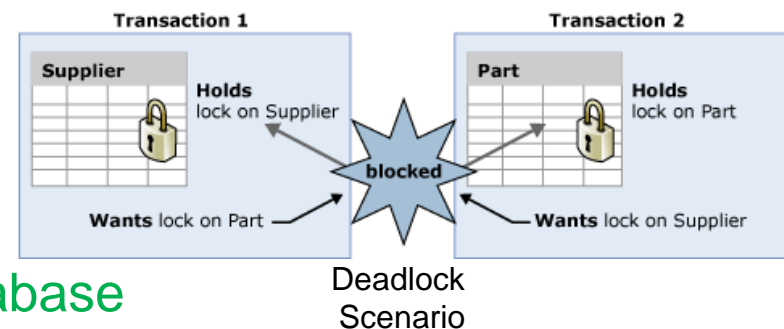 Transaction 1
Transaction 2
Supplier
Holds
lock on Supplier
Part
Holds
lock on Part
blocked
Wants lock on Part
Wants lock on Supplier
Deadlock
Scenario
abase